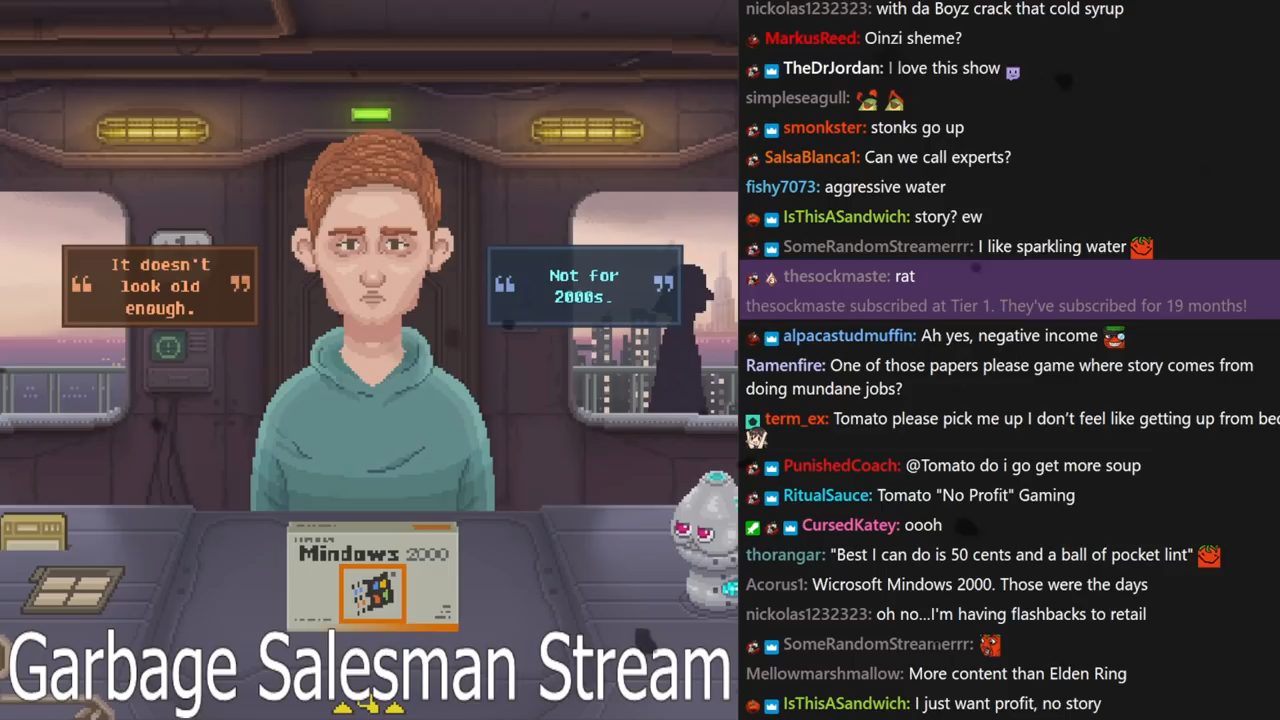 “ It doesn't look old enough. ”
“ Not for 2000s. ”
Mindows 2000
Garbage Salesman Stream
nickolas1232323: with da Boyz crack that cold syrup
MarkusReed: Oinzi sheme?
TheDrJordan: I love this show
simpleseagull:
smonkster: stonks go up
SalsaBlanca1: Can we call experts?
fishy7073: aggressive water
IsThisASandwich: story? ew
SomeRandomStreamerrr: I like sparkling water
thesockmaste: rat
thesockmaste subscribed at Tier 1. They've subscribed for 19 months!
alpacastudmuffin: Ah yes, negative income
Ramenfire: One of those papers please game where story comes from
doing mundane jobs?
term_ex: Tomato please pick me up I don't feel like getting up from bed
PunishedCoach: @Tomato do i go get more soup
RitualSauce: Tomato "No Profit" Gaming
CursedKatey: oooh
thorangar: "Best I can do is 50 cents and a ball of pocket lint"
Acorus1: Wicrosoft Mindows 2000. Those were the days
nickolas1232323: oh no...I'm having flashbacks to retail
SomeRandomStreamerrr:
Mellowmarshmallow: More content than Elden Ring
IsThisASandwich: I just want profit, no story